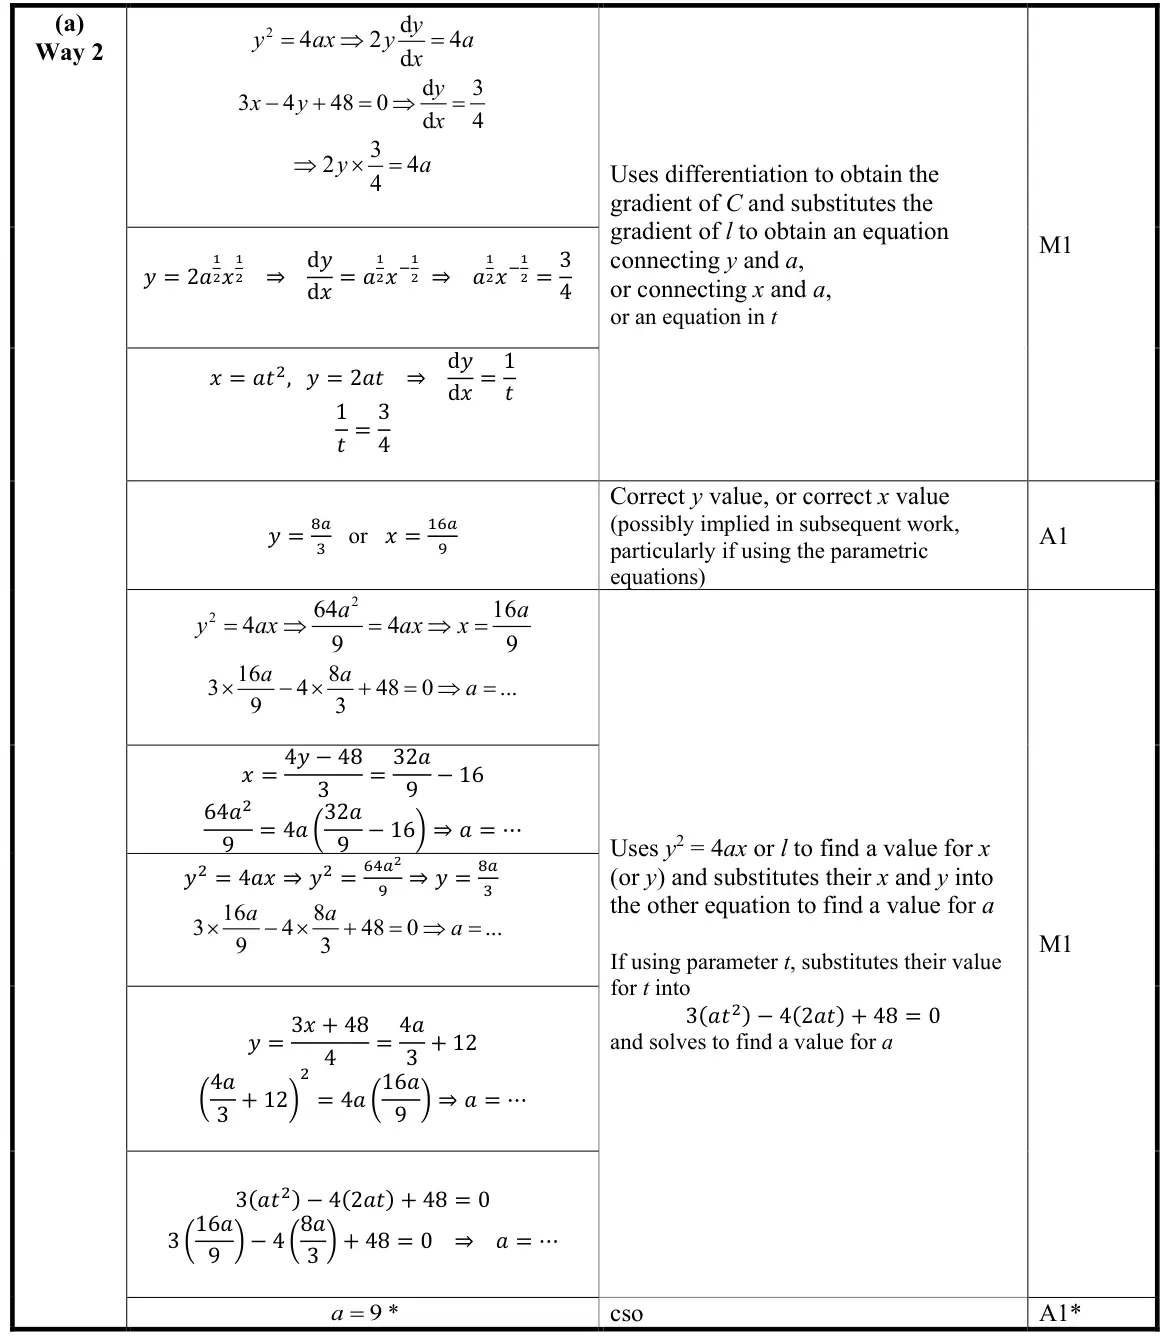 (a)
Way 2
y² = 4ax ⇒ 2y dy/dx = 4a
3x − 4y + 48 = 0 ⇒ dy/dx = 3/4
⇒ 2y × 3/4 = 4a
Uses differentiation to obtain the
gradient of C and substitutes the
gradient of l to obtain an equation
connecting y and a,
or connecting x and a,
or an equation in t
M1
y = 2a^(1/2)x^(1/2) ⇒ dy/dx = a^(1/2)x^(−1/2) ⇒ a^(1/2)x^(−1/2) = 3/4
x = at², y = 2at ⇒ dy/dx = 1/t
1/t = 3/4
y = 8a/3 or x = 16a/9
Correct y value, or correct x value
(possibly implied in subsequent work,
particularly if using the parametric
equations)
A1
y² = 4ax ⇒ 64a²/9 = 4ax ⇒ x = 16a/9
3 × 16a/9 − 4 × 8a/3 + 48 = 0 ⇒ a = ...
x = (4y − 48)/3 = 32a/9 − 16
64a²/9 = 4a(32a/9 − 16) ⇒ a = ⋯
y² = 4ax ⇒ y² = 64a²/9 ⇒ y = 8a/3
3 × 16a/9 − 4 × 8a/3 + 48 = 0 ⇒ a = ...
y = (3x + 48)/4 = 4a/3 + 12
(4a/3 + 12)² = 4a(16a/9) ⇒ a = ⋯
3(at²) − 4(2at) + 48 = 0
3(16a/9) − 4(8a/3) + 48 = 0 ⇒ a = ⋯
Uses y² = 4ax or l to find a value for x
(or y) and substitutes their x and y into
the other equation to find a value for a
If using parameter t, substitutes their value
for t into
3(at²) − 4(2at) + 48 = 0
and solves to find a value for a
M1
a = 9 *
cso
A1*